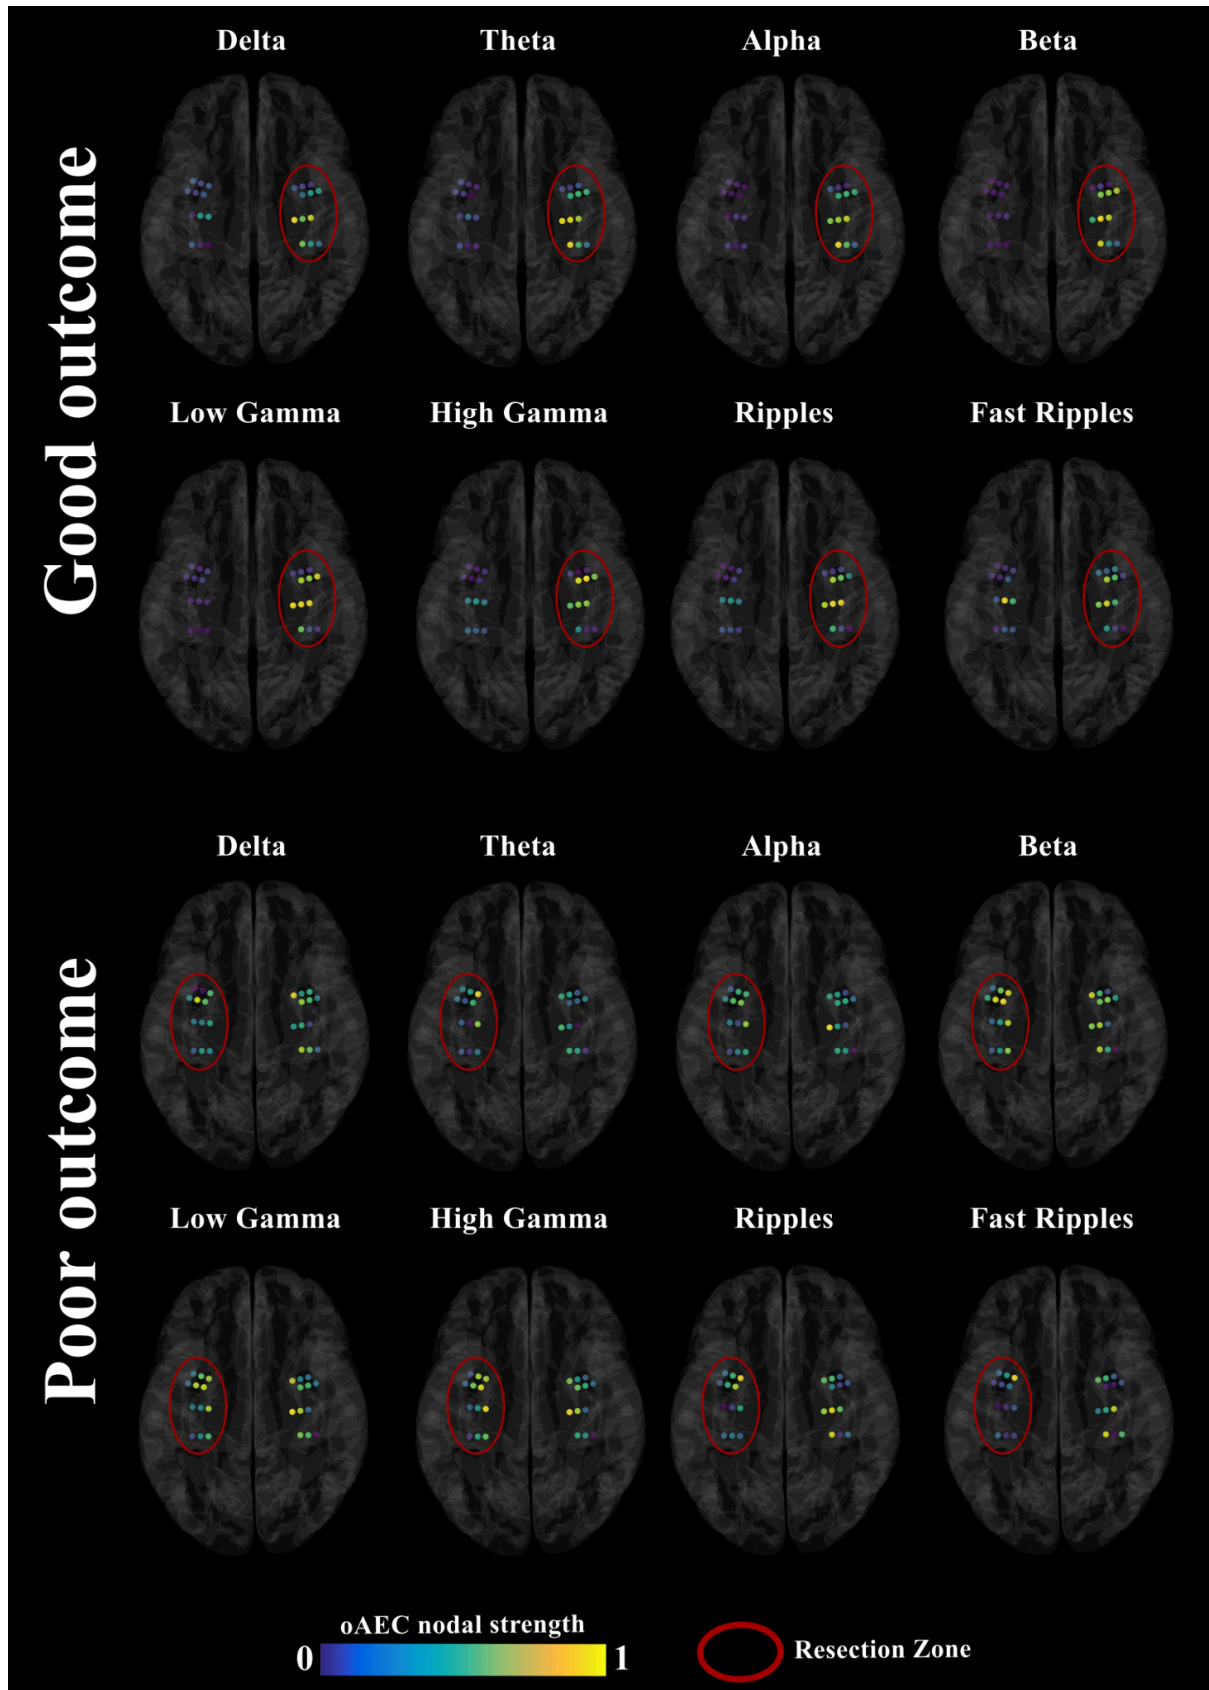 Good outcome
Delta
Theta
Alpha
Beta
Low Gamma
High Gamma
Ripples
Fast Ripples
Poor outcome
Delta
Theta
Alpha
Beta
Low Gamma
High Gamma
Ripples
Fast Ripples
oAEC nodal strength
0
1
Resection Zone